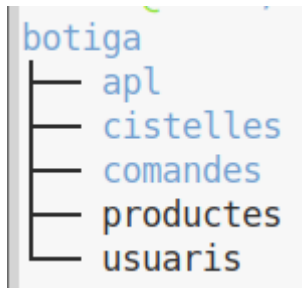 botiga
├── apl
├── cistelles
├── comandes
├── productes
└── usuaris